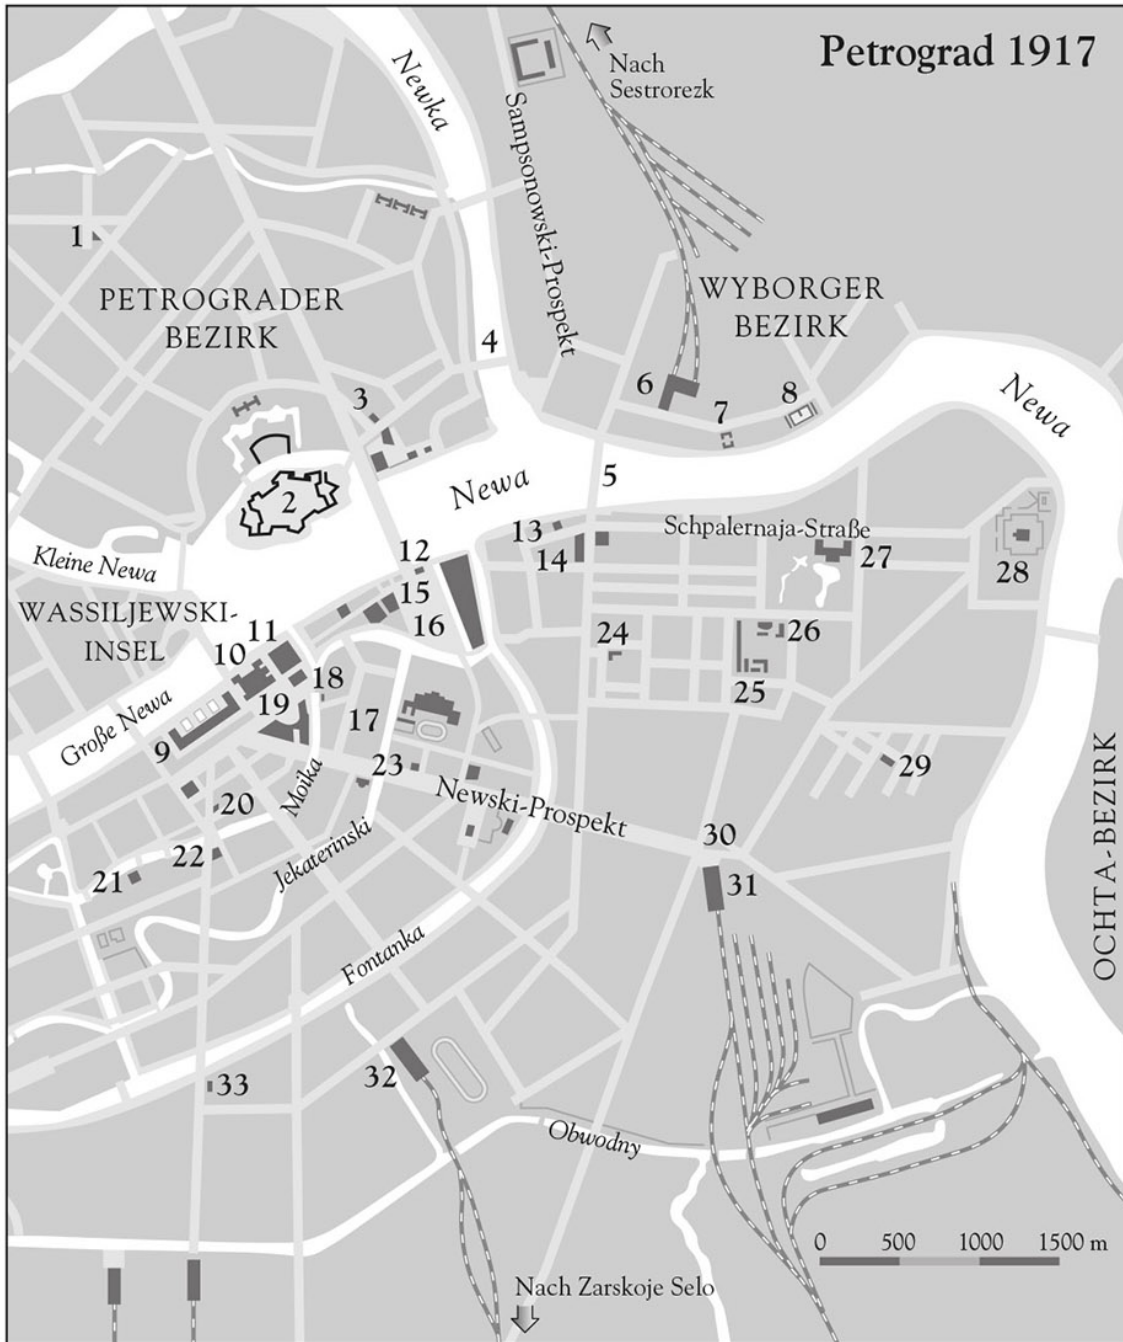 Petrograd 1917
Nach
Sestrorezk
Newka
Sampsonowski-Prospekt
1
PETROGRADER
BEZIRK
WYBORGER
BEZIRK
4
3
6
7
8
Newa
2
Newa
5
Kleine Newa
12
13
14
Schpalernaja-Straße
27
28
WASSILJEWSKI-
INSEL
15
16
11
10
24
26
25
18
19
17
Große Newa
9
23
29
20
Moika
Newski-Prospekt
30
22
21
Jekaterinski
31
OCHTA-BEZIRK
Fontanka
32
33
Obwodny
0 500 1000 1500 m
Nach Zarskoje Selo